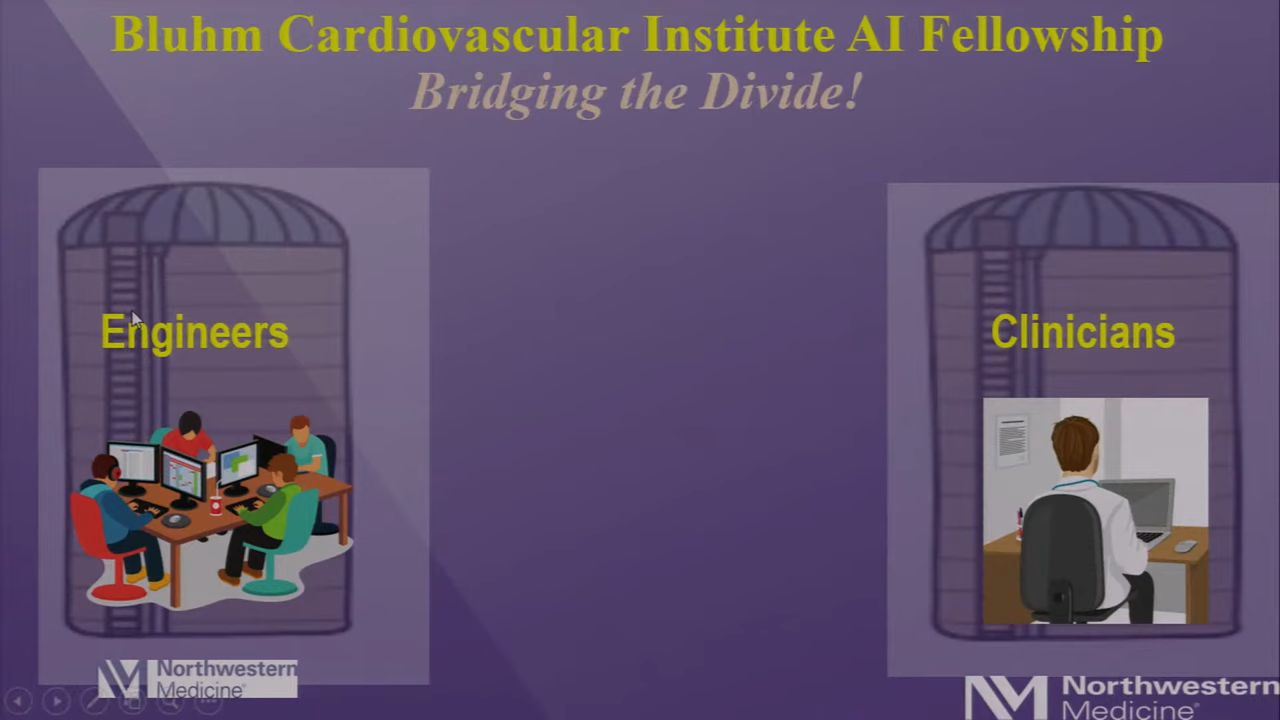 Bluhm Cardiovascular Institute AI Fellowship
Bridging the Divide!
Engineers
Clinicians
Northwestern
Medicine®
Northwestern
Medicine®